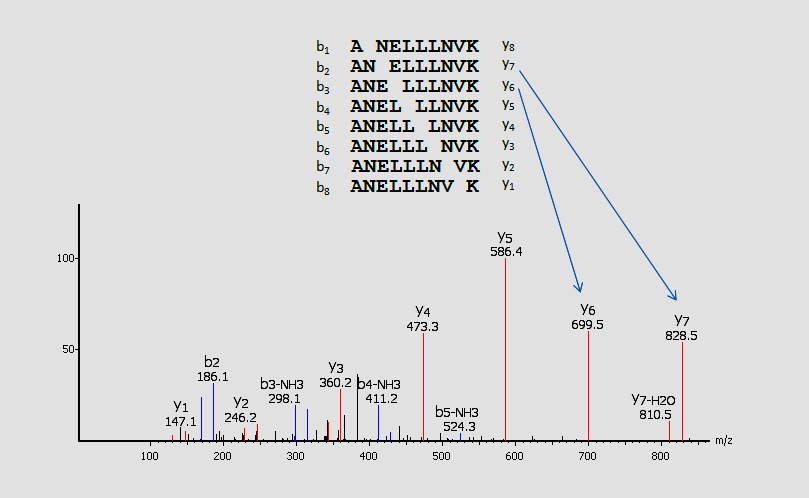 b1 A NELLLNVK y8
b2 AN ELLLNVK y7
b3 ANE LLLNVK y6
b4 ANEL LLNVK y5
b5 ANELL LNVK y4
b6 ANELLL NVK y3
b7 ANELLLN VK y2
b8 ANELLLNV K y1
y5
586.4
100
y6
699.5
y4
473.3
y7
828.5
50
b2
186.1
y3
360.2
b3-NH3
298.1
b4-NH3
411.2
y7-H2O
810.5
y1
147.1
y2
246.2
b5-NH3
524.3
100 200 300 400 500 600 700 800 m/z